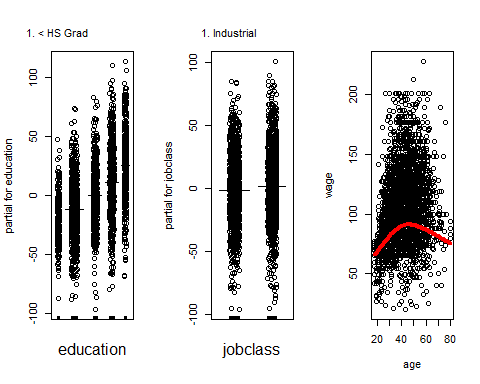 1. < HS Grad
partial for education
-100
-50
0
50
100
education
1. Industrial
partial for jobclass
-100
-50
0
50
100
jobclass
wage
50
100
150
200
20
40
60
80
age